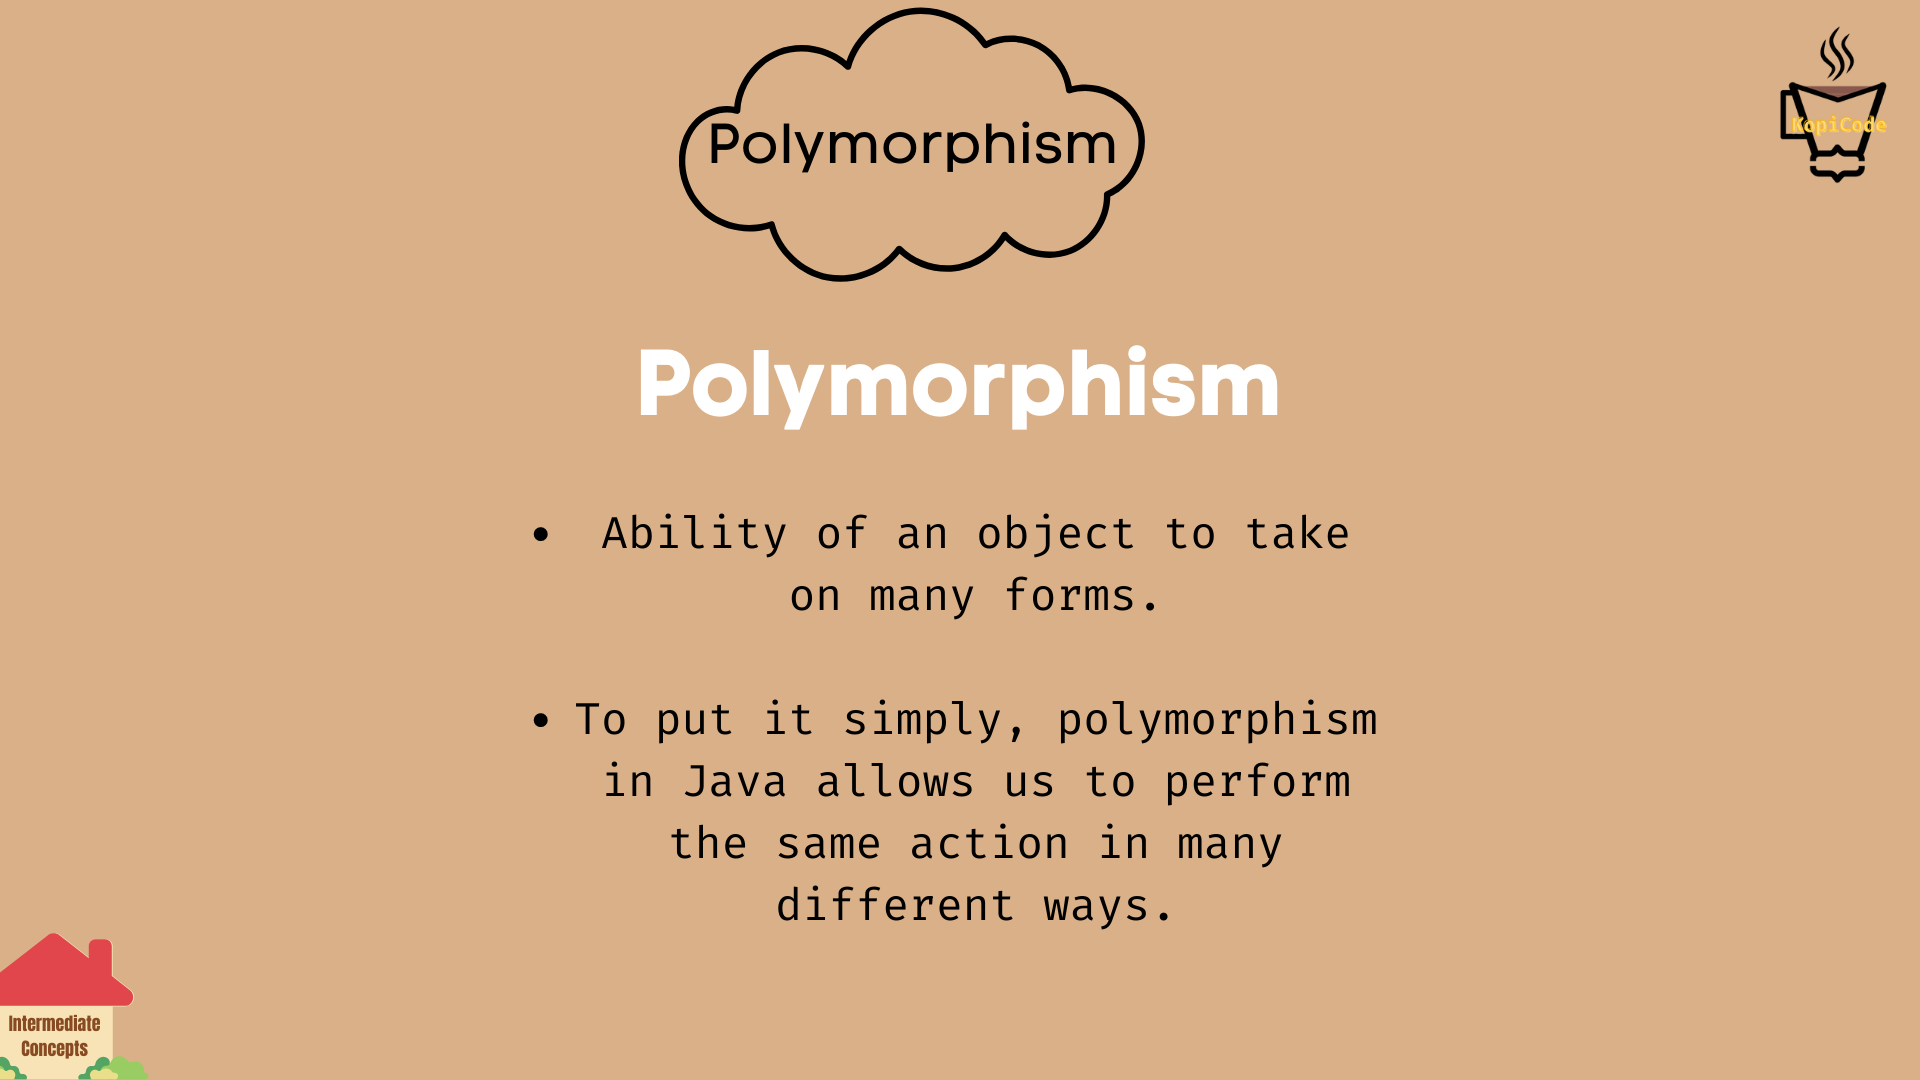 Polymorphism
KopiCode
Polymorphism
• Ability of an object to take
on many forms.
• To put it simply, polymorphism
in Java allows us to perform
the same action in many
different ways.
Intermediate
Concepts